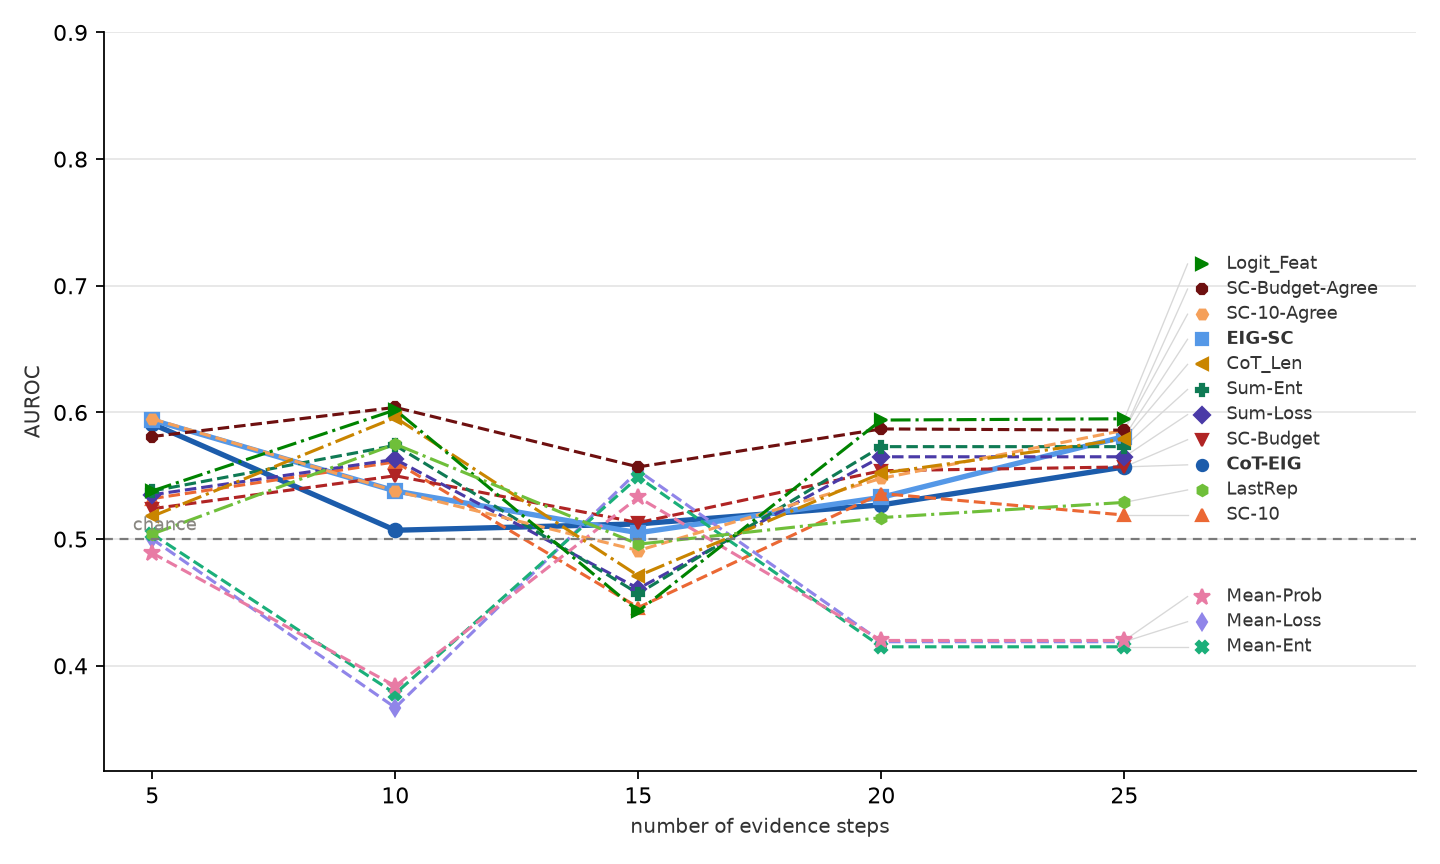 0.9
0.8
0.7
0.6
0.5
0.4
AUROC
chance
Logit_Feat
SC-Budget-Agree
SC-10-Agree
EIG-SC
CoT_Len
Sum-Ent
Sum-Loss
SC-Budget
CoT-EIG
LastRep
SC-10
Mean-Prob
Mean-Loss
Mean-Ent
5 10 15 20 25
number of evidence steps